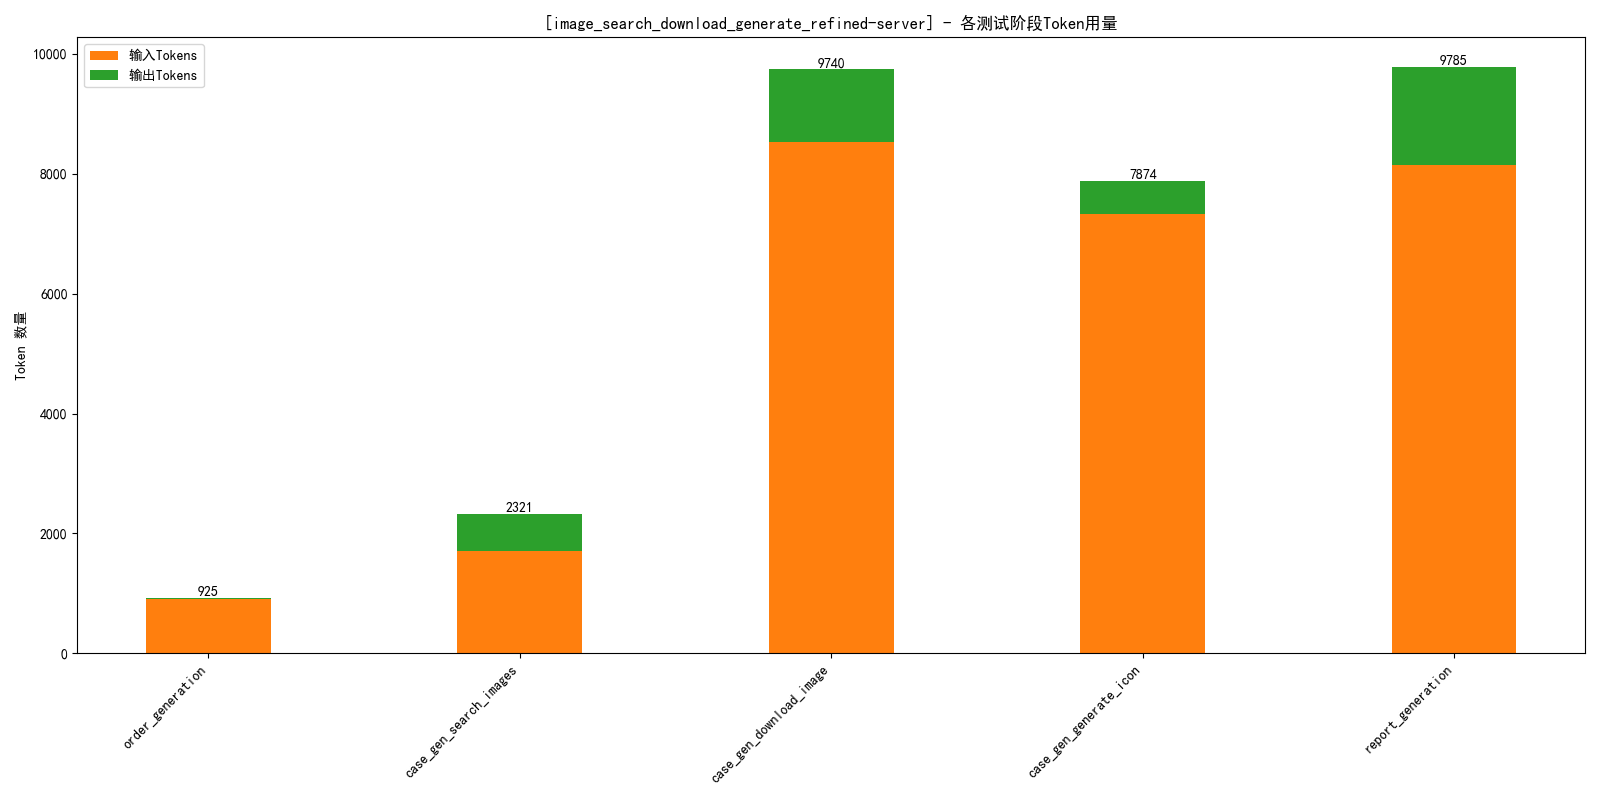 [image_search_download_generate_refined-server] - 各测试阶段Token用量
输入Tokens
输出Tokens
Token 数量
10000
8000
6000
4000
2000
0
925
2321
9740
7874
9785
order_generation
case_gen_search_images
case_gen_download_image
case_gen_generate_icon
report_generation